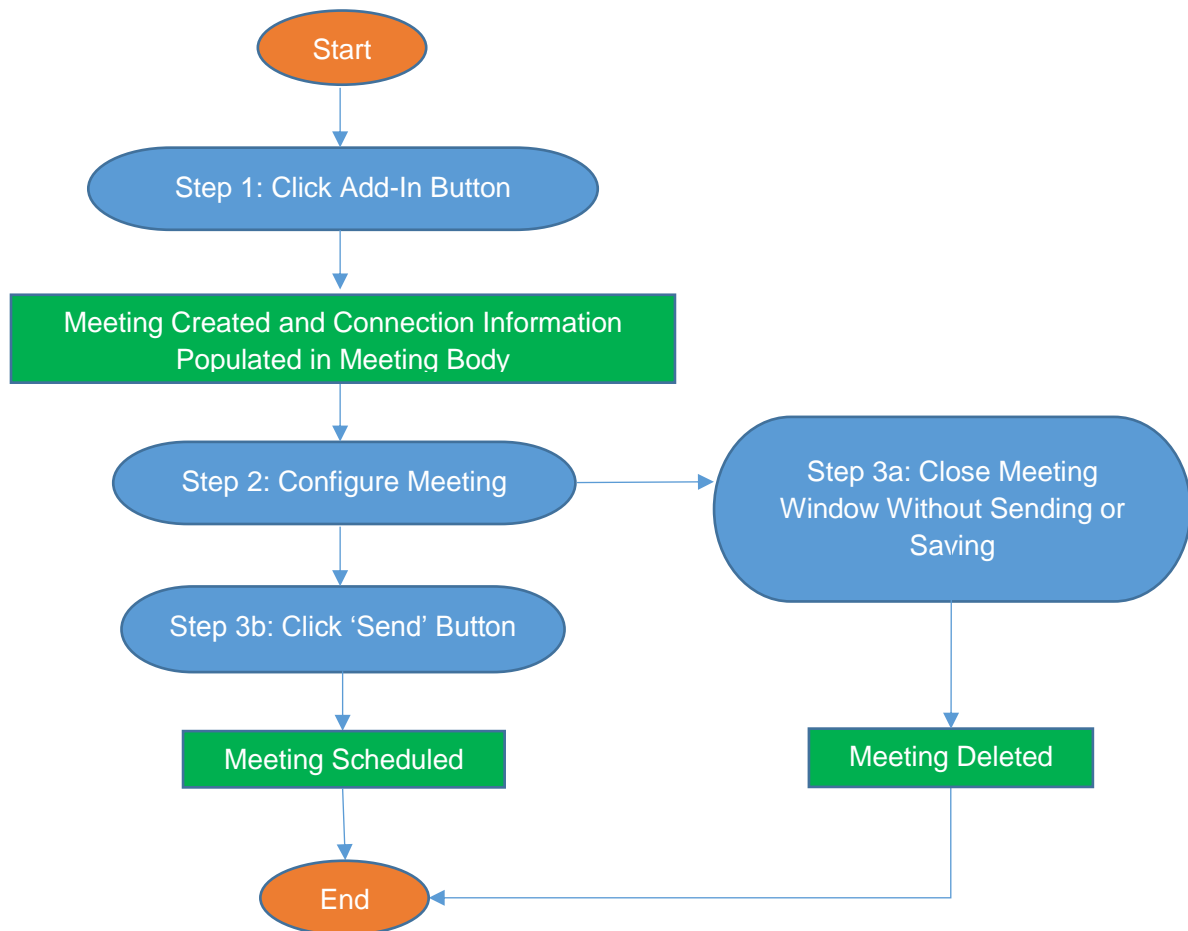 Start
Step 1: Click Add-In Button
Meeting Created and Connection Information
Populated in Meeting Body
Step 2: Configure Meeting
Step 3a: Close Meeting
Window Without Sending or
Saving
Step 3b: Click ‘Send’ Button
Meeting Scheduled
Meeting Deleted
End